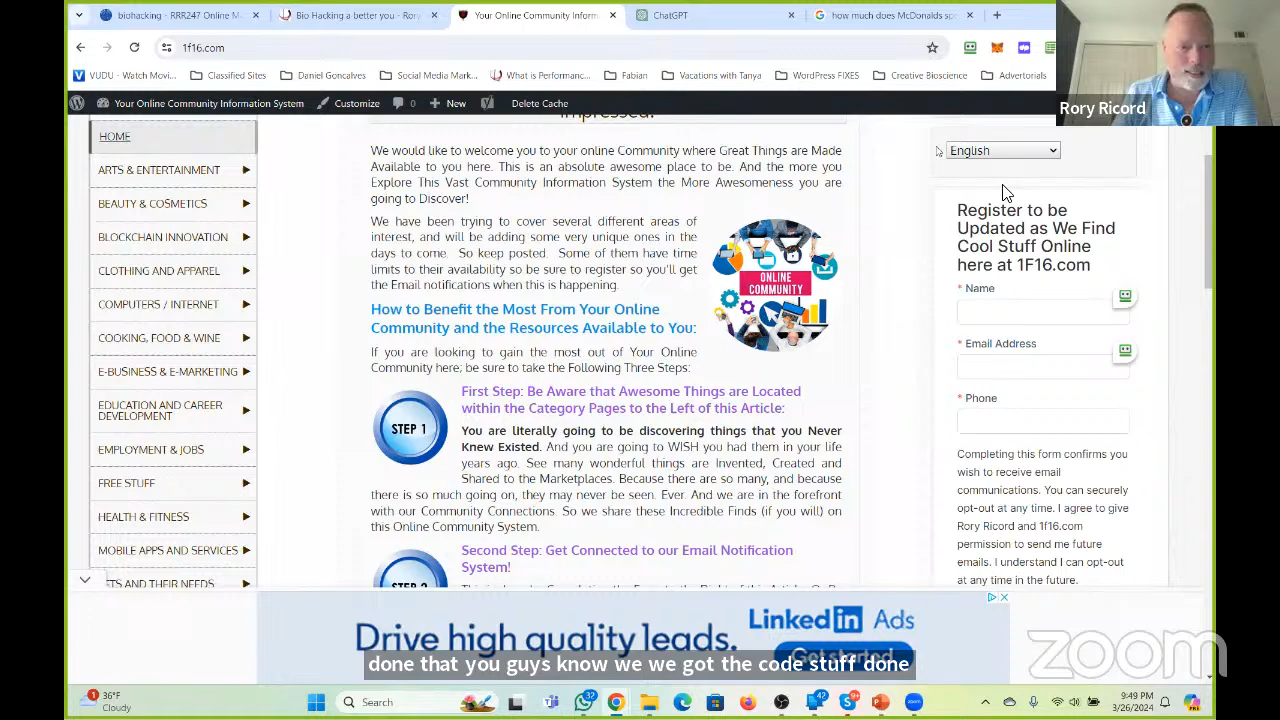 biohacking - RRR247 Online M
Bio Hacking a better you - Rory
Your Online Community Inform
ChatGPT
how much does McDonalds sp
1f16.com
VUDU - Watch Movi...
Classified Sites
Daniel Goncalves
Social Media Mark...
What is Performanc...
Fabian
Vacations with Tanya
WordPress FIXES
Creative Bioscience
Advertorials
Rory Ricord
Your Online Community Information System
Customize
0
New
Delete Cache
HOME
ARTS & ENTERTAINMENT
BEAUTY & COSMETICS
BLOCKCHAIN INNOVATION
CLOTHING AND APPAREL
COMPUTERS / INTERNET
COOKING, FOOD & WINE
E-BUSINESS & E-MARKETING
EDUCATION AND CAREER
DEVELOPMENT
EMPLOYMENT & JOBS
FREE STUFF
HEALTH & FITNESS
MOBILE APPS AND SERVICES
ETS AND THEIR NEEDS
Impressed!
We would like to welcome you to your online Community where Great Things are Made
Available to you here. This is an absolute awesome place to be. And the more you
Explore This Vast Community Information System the More Awesomeness you are
going to Discover!
We have been trying to cover several different areas of
interest, and will be adding some very unique ones in the
days to come. So keep posted. Some of them have time
limits to their availability so be sure to register so you'll get
the Email notifications when this is happening.
ONLINE
COMMUNITY
How to Benefit the Most From Your Online
Community and the Resources Available to You:
If you are looking to gain the most out of Your Online
Community here; be sure to take the Following Three Steps:
STEP 1
First Step: Be Aware that Awesome Things are Located
within the Category Pages to the Left of this Article:
You are literally going to be discovering things that you Never
Knew Existed. And you are going to WISH you had them in your life
years ago. See many wonderful things are Invented, Created and
Shared to the Marketplaces. Because there are so many, and because
there is so much going on, they may never be seen. Ever. And we are in the forefront
with our Community Connections. So we share these Incredible Finds (if you will) on
this Online Community System.
STEP 2
Second Step: Get Connected to our Email Notification
System!
English
Register to be
Updated as We Find
Cool Stuff Online
here at 1F16.com
* Name
* Email Address
* Phone
Completing this form confirms you
wish to receive email
communications. You can securely
opt-out at any time. I agree to give
Rory Ricord and 1f16.com
permission to send me future
emails. I understand I can opt-out
at any time in the future.
Drive high quality leads.
LinkedIn Ads
Get started
done that you guys know we we got the code stuff done
zoom
1
36°F
Cloudy
Search
32
42
9+
9:49 PM
3/26/2024